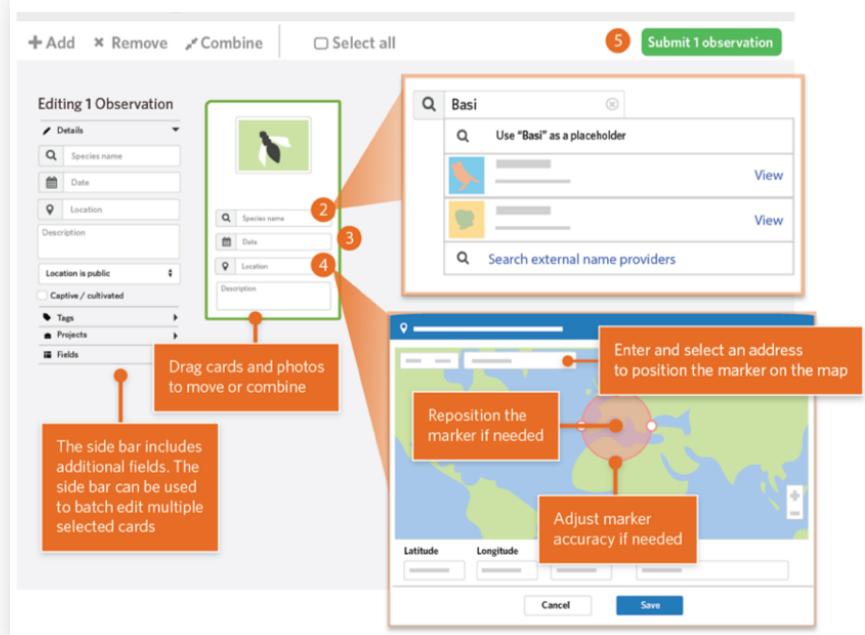 Add
Remove
Combine
Select all
5
Submit 1 observation
Editing 1 Observation
Details
Species name
Date
Location
Description
Location is public
Captive / cultivated
Tags
Projects
Fields
Species name
2
Date
3
Location
4
Description
Basi
Use "Basi" as a placeholder
View
View
Search external name providers
Drag cards and photos
to move or combine
The side bar includes
additional fields. The
side bar can be used
to batch edit multiple
selected cards
Enter and select an address
to position the marker on the map
Reposition the
marker if needed
Adjust marker
accuracy if needed
Latitude
Longitude
Cancel
Save